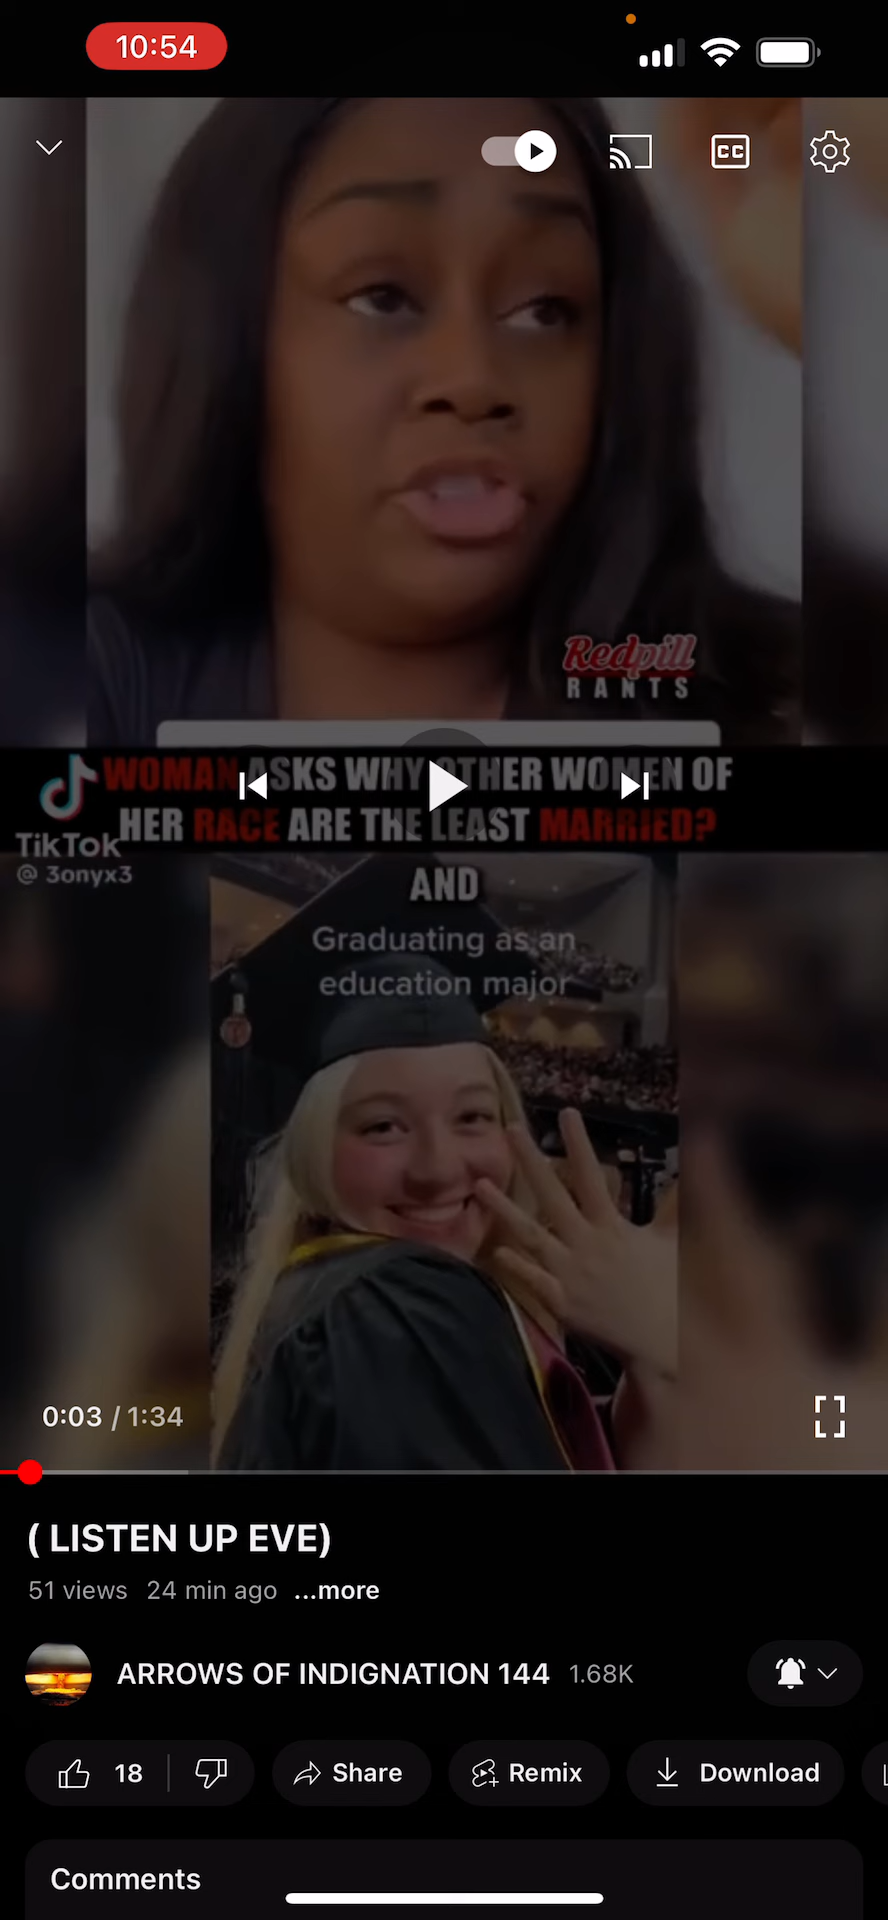 10:54
CC
Redpill
RANTS
WOMAN ASKS WHY OTHER WOMEN OF
HER RACE ARE THE LEAST MARRIED?
TikTok
@ 3onyx3
AND
Graduating as an
education major
0:03 / 1:34
( LISTEN UP EVE)
51 views 24 min ago ...more
ARROWS OF INDIGNATION 144 1.68K
18 Share Remix Download
Comments